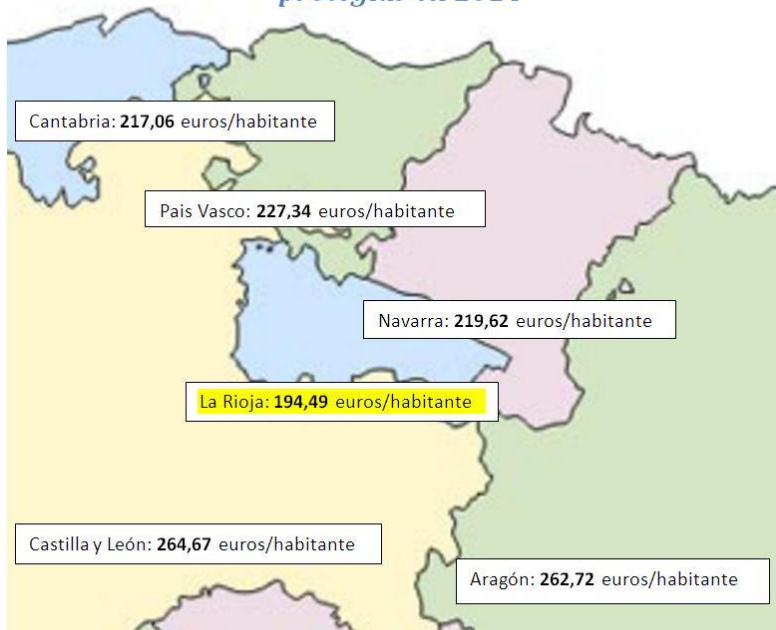 Cantabria: 217,06 euros/habitante
Pais Vasco: 227,34 euros/habitante
Navarra: 219,62 euros/habitante
La Rioja: 194,49 euros/habitante
Castilla y León: 264,67 euros/habitante
Aragón: 262,72 euros/habitante